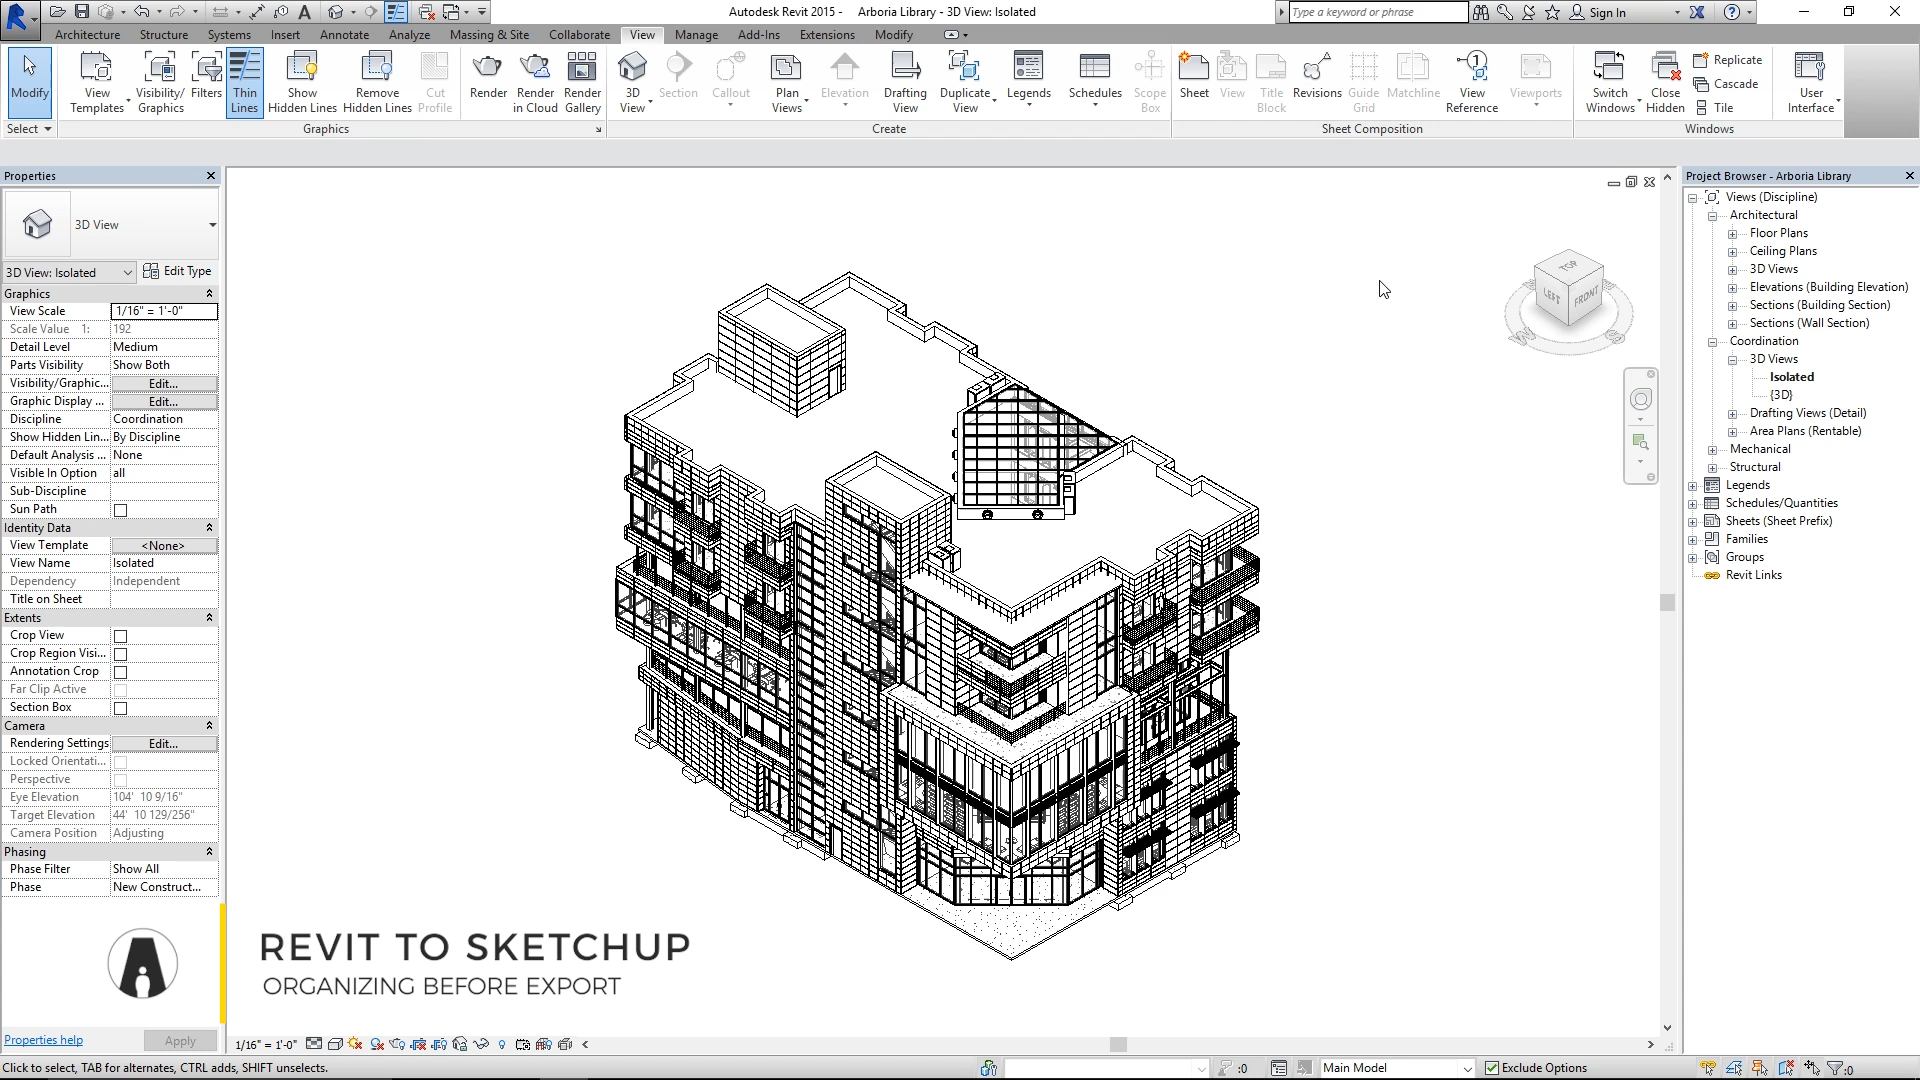 Autodesk Revit 2015 - Arboria Library - 3D View: Isolated
Type a keyword or phrase
Sign In
Architecture Structure Systems Insert Annotate Analyze Massing & Site Collaborate View Manage Add-Ins Extensions Modify
Modify
View Templates
Visibility/ Graphics
Filters
Thin Lines
Show Hidden Lines
Remove Hidden Lines
Cut Profile
Render
Render in Cloud
Render Gallery
3D View
Section
Callout
Plan Views
Elevation
Drafting View
Duplicate View
Legends
Schedules
Scope Box
Sheet
View
Title Block
Revisions
Guide Grid
Matchline
View Reference
Viewports
Switch Windows
Close Hidden
Replicate
Cascade
Tile
User Interface
Select Graphics Create Sheet Composition Windows
Properties
3D View
3D View: Isolated Edit Type
Graphics
View Scale 1/16" = 1'-0"
Scale Value 1: 192
Detail Level Medium
Parts Visibility Show Both
Visibility/Graphic... Edit...
Graphic Display ... Edit...
Discipline Coordination
Show Hidden Lin... By Discipline
Default Analysis ... None
Visible In Option all
Sub-Discipline
Sun Path
Identity Data
View Template <None>
View Name Isolated
Dependency Independent
Title on Sheet
Extents
Crop View
Crop Region Visi...
Annotation Crop
Far Clip Active
Section Box
Camera
Rendering Settings Edit...
Locked Orientati...
Perspective
Eye Elevation 104' 10 9/16"
Target Elevation 44' 10 129/256"
Camera Position Adjusting
Phasing
Phase Filter Show All
Phase New Construct...
Properties help Apply
TOP
LEFT FRONT
W S
REVIT TO SKETCHUP
ORGANIZING BEFORE EXPORT
1/16" = 1'-0"
Project Browser - Arboria Library
Views (Discipline)
Architectural
Floor Plans
Ceiling Plans
3D Views
Elevations (Building Elevation)
Sections (Building Section)
Sections (Wall Section)
Coordination
3D Views
Isolated
{3D}
Drafting Views (Detail)
Area Plans (Rentable)
Mechanical
Structural
Legends
Schedules/Quantities
Sheets (Sheet Prefix)
Families
Groups
Revit Links
Click to select, TAB for alternates, CTRL adds, SHIFT unselects.
:0
Main Model
Exclude Options
:0